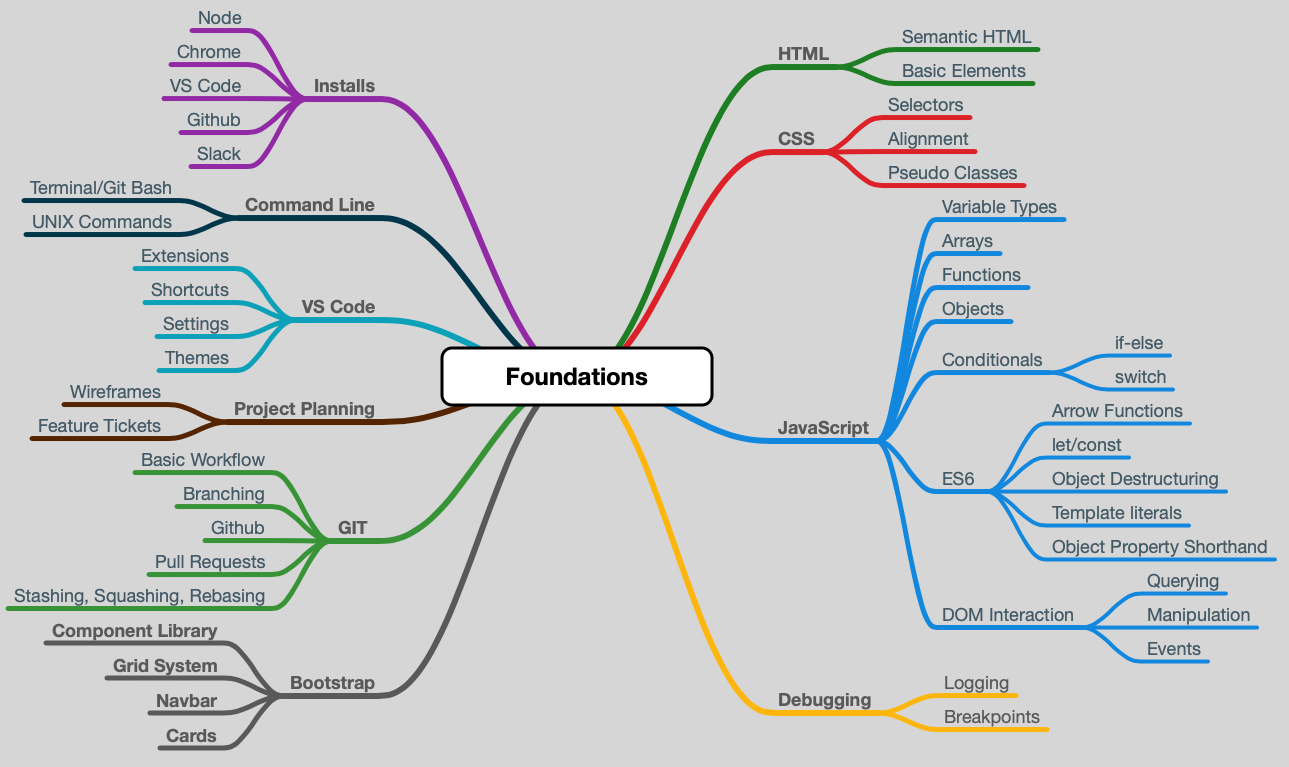 Foundations
Installs
Node
Chrome
VS Code
Github
Slack
Command Line
Terminal/Git Bash
UNIX Commands
VS Code
Extensions
Shortcuts
Settings
Themes
Project Planning
Wireframes
Feature Tickets
GIT
Basic Workflow
Branching
Github
Pull Requests
Stashing, Squashing, Rebasing
Bootstrap
Component Library
Grid System
Navbar
Cards
HTML
Semantic HTML
Basic Elements
CSS
Selectors
Alignment
Pseudo Classes
JavaScript
Variable Types
Arrays
Functions
Objects
Conditionals
if-else
switch
ES6
Arrow Functions
let/const
Object Destructuring
Template literals
Object Property Shorthand
DOM Interaction
Querying
Manipulation
Events
Debugging
Logging
Breakpoints